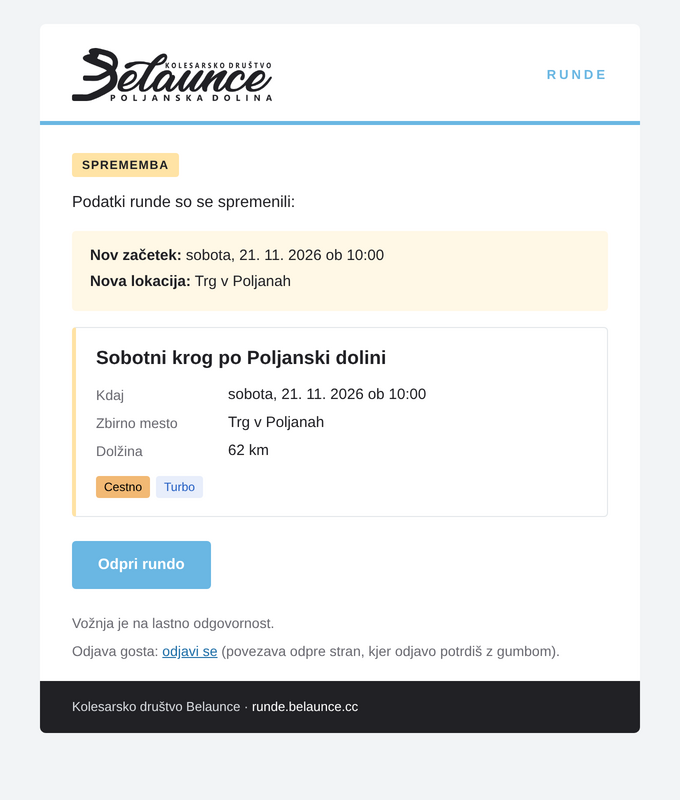 KOLESARSKO DRUŠTVO
Belaunce
POLJANSKA DOLINA
RUNDE
SPREMEMBA
Podatki runde so se spremenili:
Nov začetek: sobota, 21. 11. 2026 ob 10:00
Nova lokacija: Trg v Poljanah
Sobotni krog po Poljanski dolini
Kdaj sobota, 21. 11. 2026 ob 10:00
Zbirno mesto Trg v Poljanah
Dolžina 62 km
Cestno Turbo
Odpri rundo
Vožnja je na lastno odgovornost.
Odjava gosta: odjavi se (povezava odpre stran, kjer odjavo potrdiš z gumbom).
Kolesarsko društvo Belaunce · runde.belaunce.cc